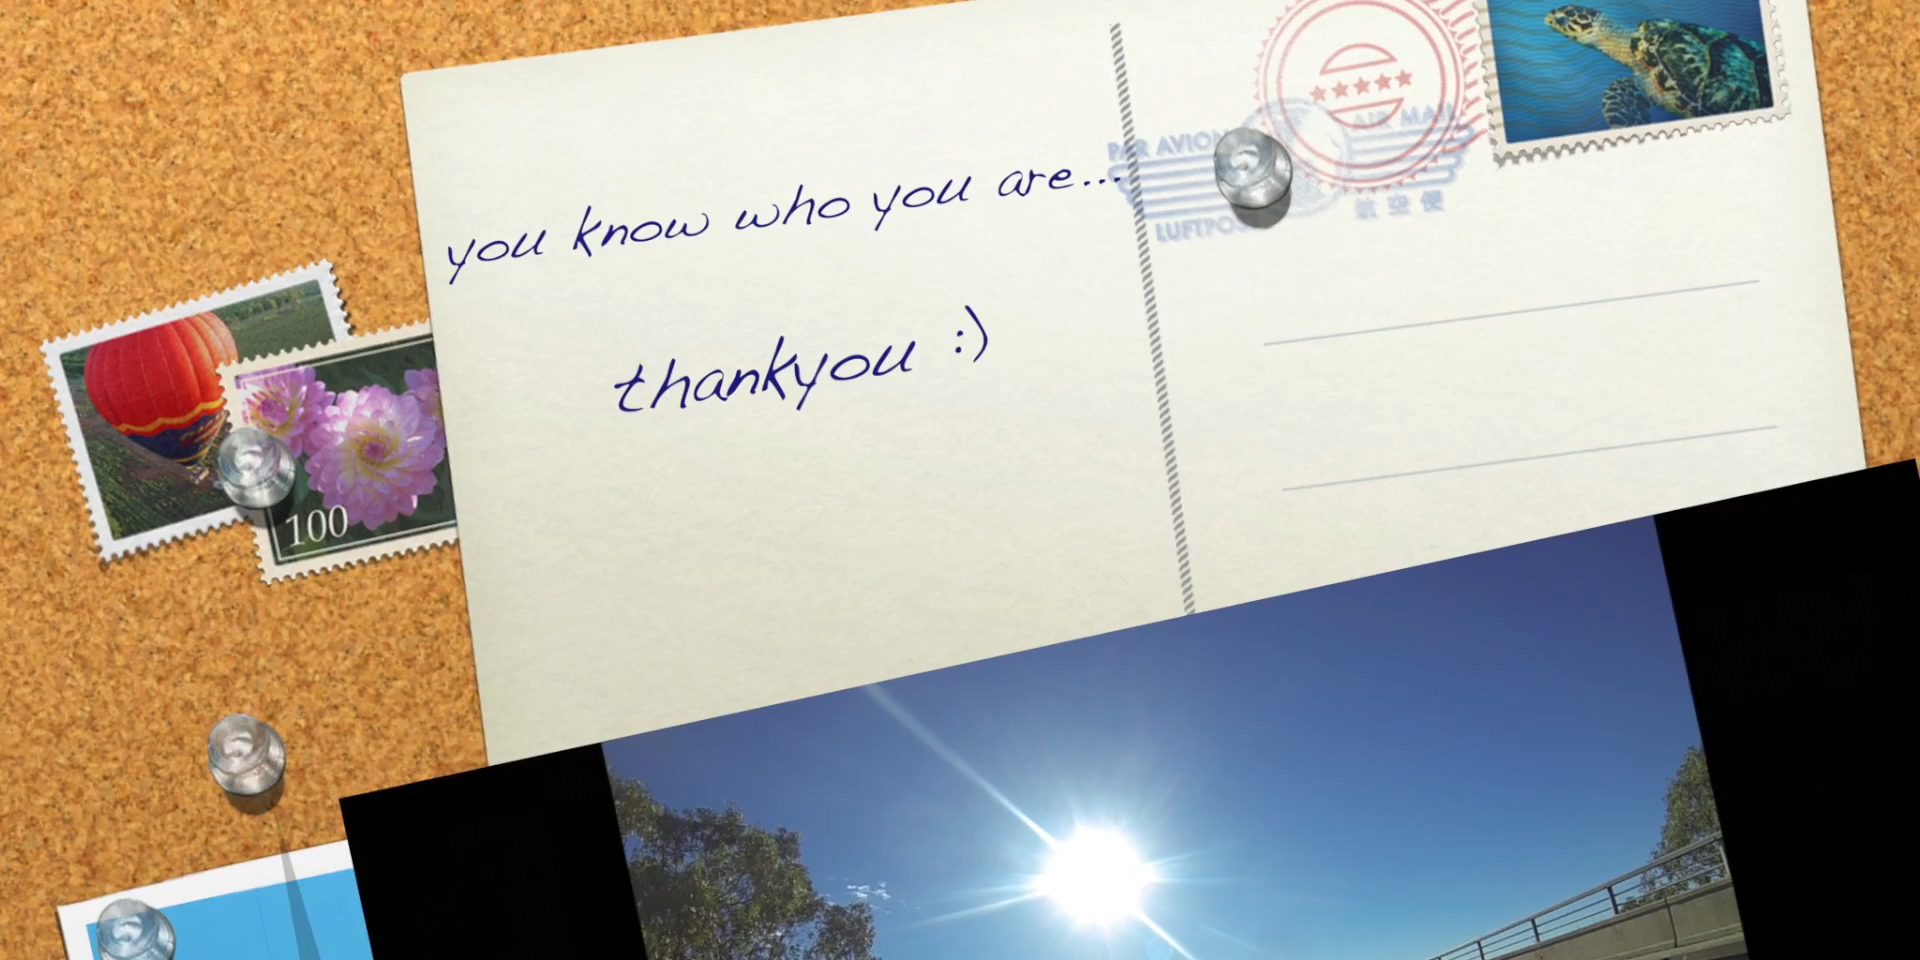 you know who you are...
thankyou :)
PAR AVION
AIR MAIL
LUFTPO
航空便
100